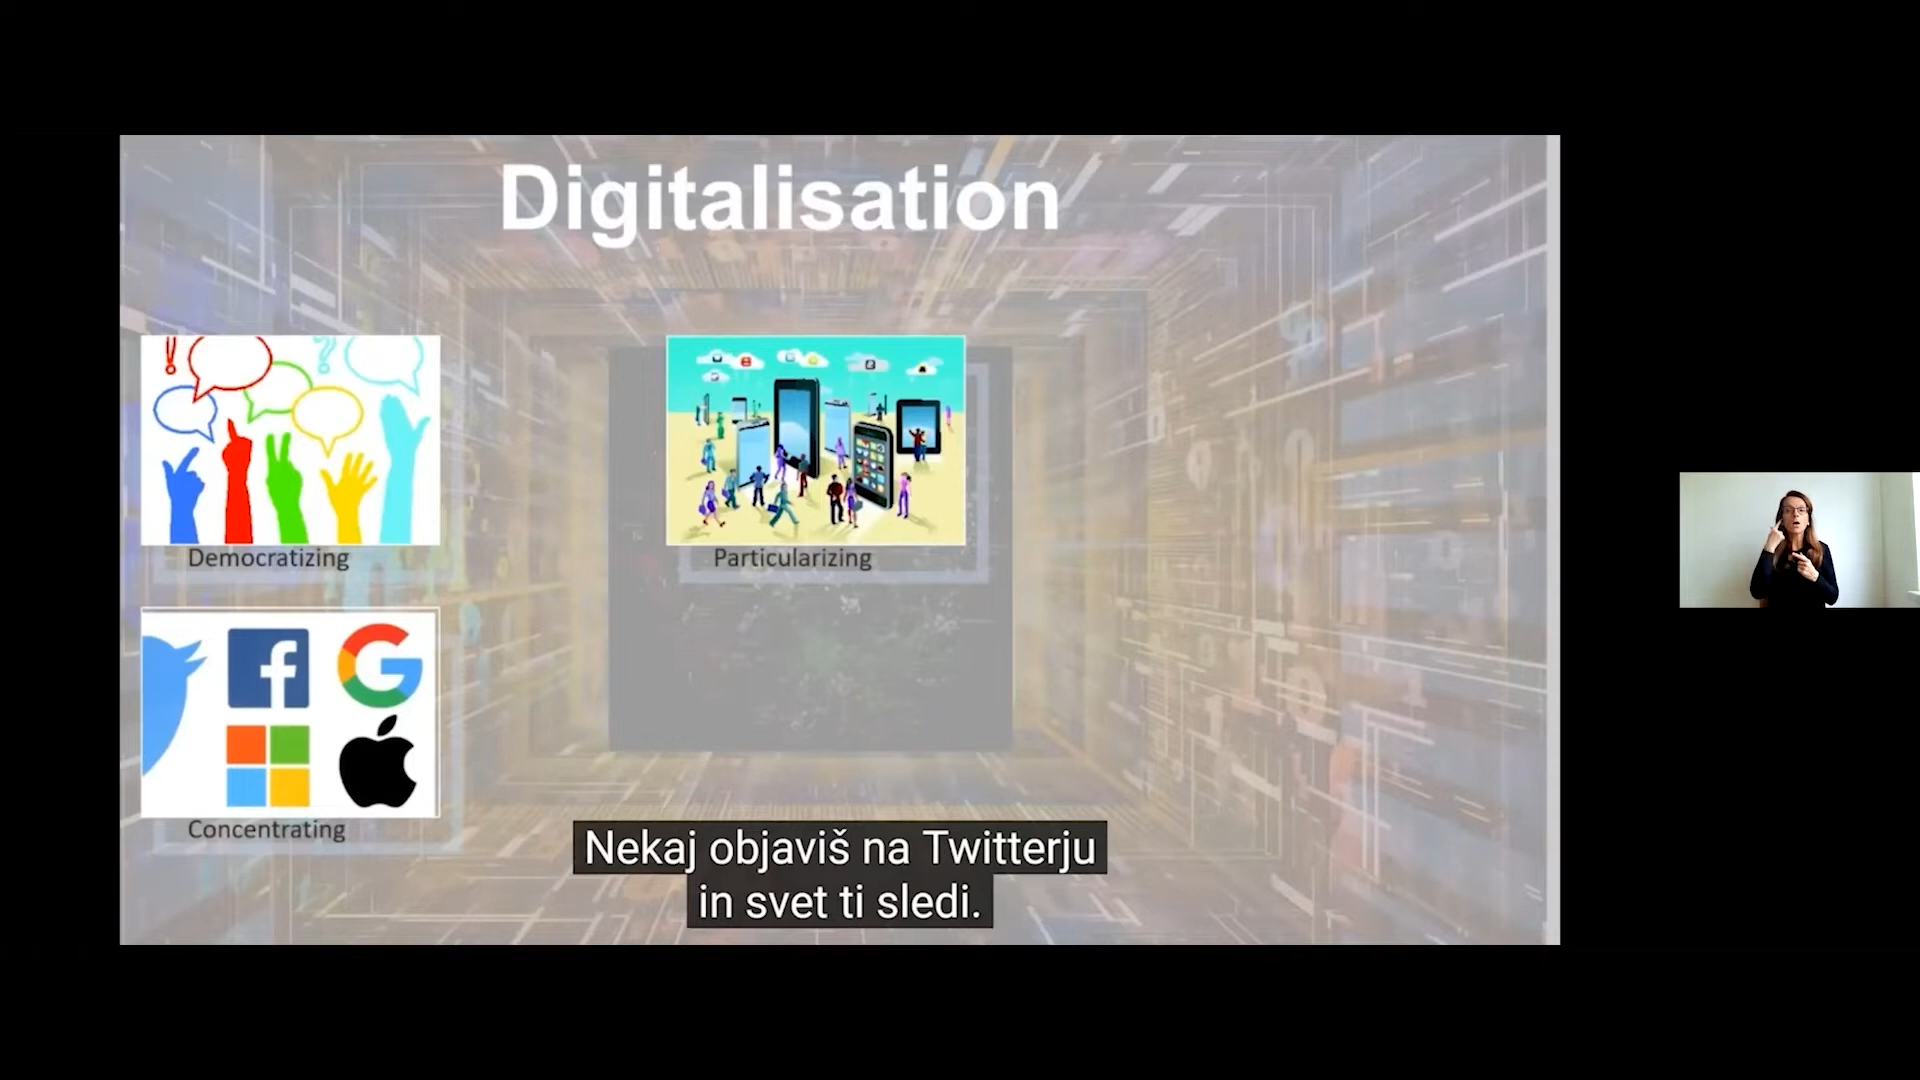 Digitalisation
Democratizing
Particularizing
Concentrating
Nekaj objaviš na Twitterju
in svet ti sledi.